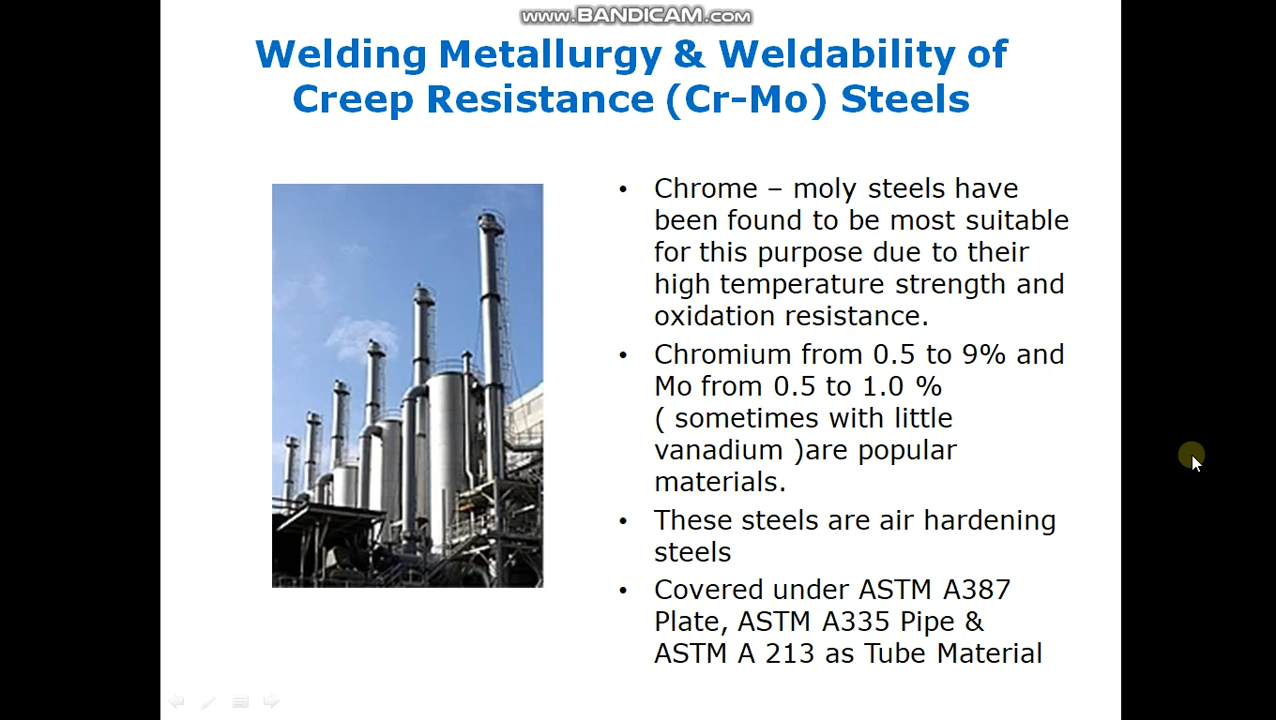 www.BANDICAM.com
Welding Metallurgy & Weldability of
Creep Resistance (Cr-Mo) Steels
• Chrome – moly steels have
been found to be most suitable
for this purpose due to their
high temperature strength and
oxidation resistance.
• Chromium from 0.5 to 9% and
Mo from 0.5 to 1.0 %
( sometimes with little
vanadium )are popular
materials.
• These steels are air hardening
steels
• Covered under ASTM A387
Plate, ASTM A335 Pipe &
ASTM A 213 as Tube Material